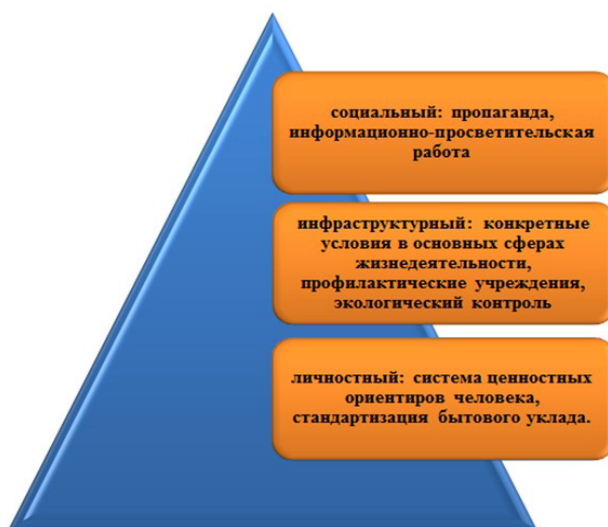 социальный: пропаганда,
информационно-просветительская
работа
инфраструктурный: конкретные
условия в основных сферах
жизнедеятельности,
профилактические учреждения,
экологический контроль
личностный: система ценностных
ориентиров человека,
стандартизация бытового уклада.